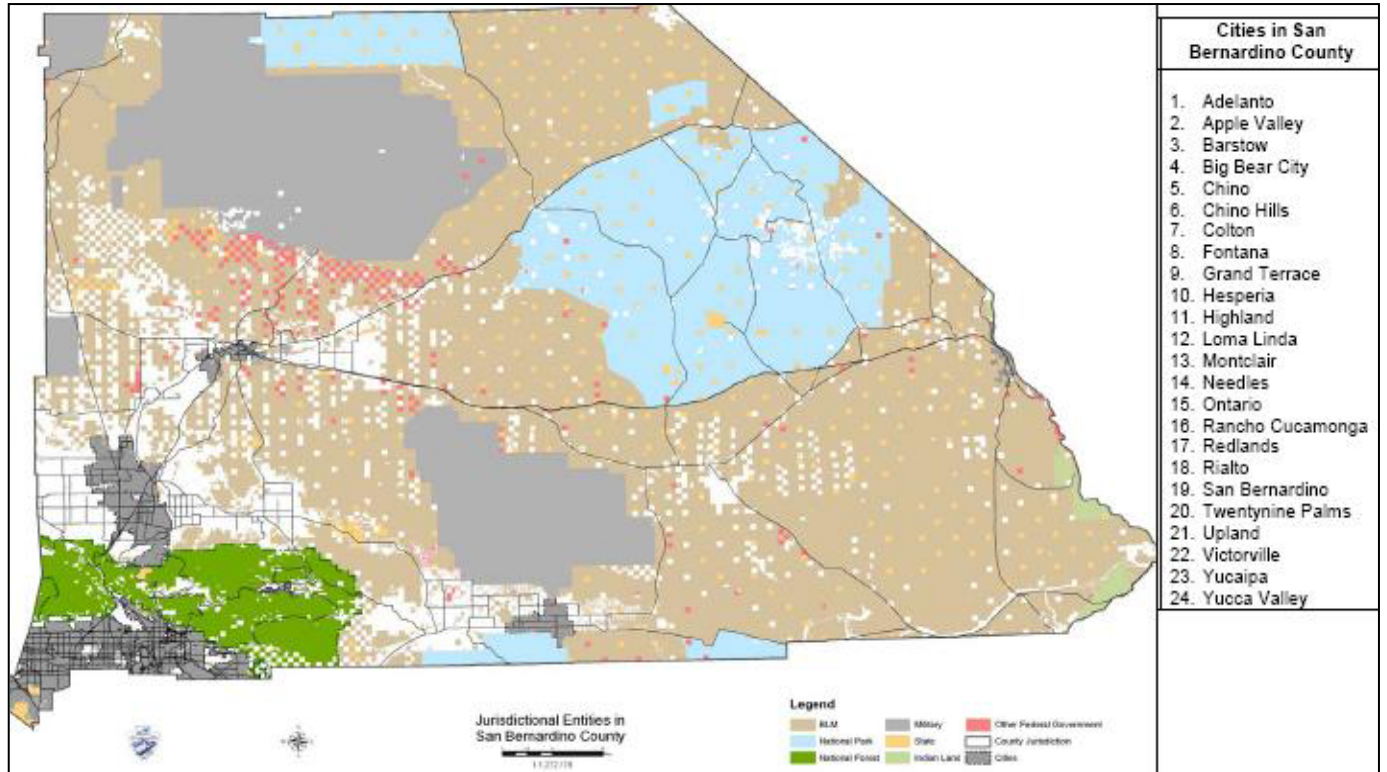 Cities in San
Bernardino County
1. Adelanto
2. Apple Valley
3. Barstow
4. Big Bear City
5. Chino
6. Chino Hills
7. Colton
8. Fontana
9. Grand Terrace
10. Hesperia
11. Highland
12. Loma Linda
13. Montclair
14. Needles
15. Ontario
16. Rancho Cucamonga
17. Redlands
18. Rialto
19. San Bernardino
20. Twentynine Palms
21. Upland
22. Victorville
23. Yucaipa
24. Yucca Valley
Jurisdictional Entities in
San Bernardino County
Legend
BLM
Military
Other Federal Government
National Park
State
County Jurisdiction
National Forest
Indian Land
Cities